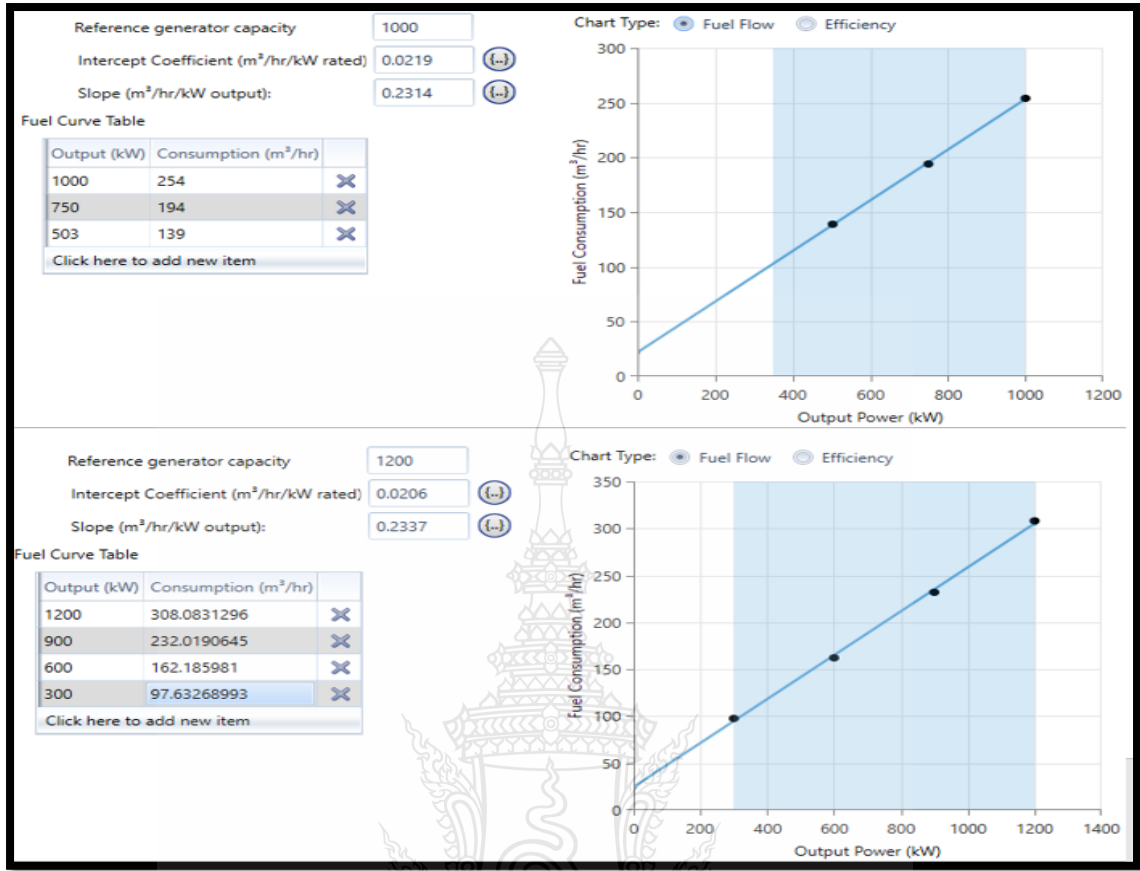 Reference generator capacity 1000
Intercept Coefficient (m³/hr/kW rated) 0.0219 {..}
Slope (m³/hr/kW output): 0.2314 {..}
Fuel Curve Table
Output (kW) Consumption (m³/hr)
1000 254
750 194
503 139
Click here to add new item
Chart Type: Fuel Flow Efficiency
300
250
200
150
100
50
0
Fuel Consumption (m³/hr)
0 200 400 600 800 1000 1200
Output Power (kW)
Reference generator capacity 1200
Intercept Coefficient (m³/hr/kW rated) 0.0206 {..}
Slope (m³/hr/kW output): 0.2337 {..}
Fuel Curve Table
Output (kW) Consumption (m³/hr)
1200 308.0831296
900 232.0190645
600 162.185981
300 97.63268993
Click here to add new item
Chart Type: Fuel Flow Efficiency
350
300
250
200
150
100
50
0
Fuel Consumption (m³/hr)
0 200 400 600 800 1000 1200 1400
Output Power (kW)